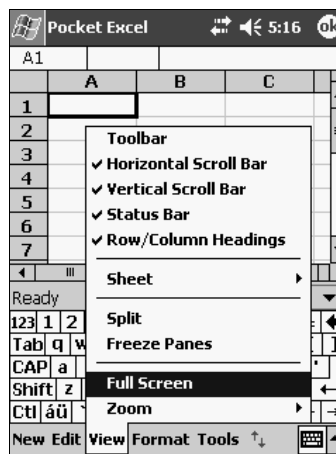 Pocket Excel 5:16 ok
A1
A B C
1
2
3
4
5
6
7
Toolbar
Horizontal Scroll Bar
Vertical Scroll Bar
Status Bar
Row/Column Headings
Sheet
Split
Freeze Panes
Full Screen
Zoom
Ready
123 1 2
Tab q w ]
CAP a '
Shift z
Ctl áü `
New Edit View Format Tools